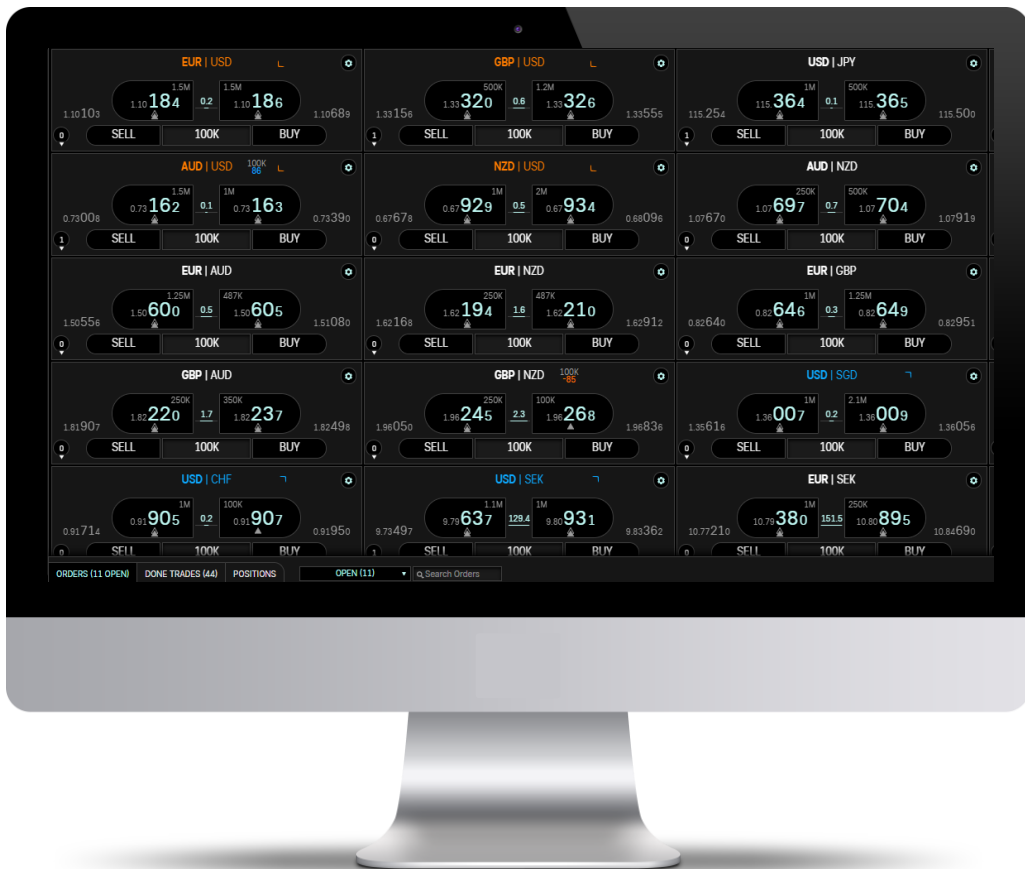 EUR | USD GBP | USD USD | JPY
1.5M 1.5M 500K 1.2M 1M 500K
1.10103 1.10184 0.2 1.10186 1.10689 1.33156 1.33320 0.6 1.33326 1.33555 115.254 115.364 0.1 115.365 115.500
0 SELL 100K BUY 1 SELL 100K BUY 1 SELL 100K BUY
AUD | USD 100K 86 NZD | USD AUD | NZD
1.5M 1M 1M 2M 250K 500K
0.73008 0.73162 0.1 0.73163 0.73390 0.67678 0.67929 0.5 0.67934 0.68096 1.07670 1.07697 0.7 1.07704 1.07919
1 SELL 100K BUY 0 SELL 100K BUY 0 SELL 100K BUY
EUR | AUD EUR | NZD EUR | GBP
1.25M 487K 250K 487K 1M 1.25M
1.50556 1.50600 0.5 1.50605 1.51080 1.62168 1.62194 1.6 1.62210 1.62912 0.82640 0.82646 0.3 0.82649 0.82951
0 SELL 100K BUY 0 SELL 100K BUY 0 SELL 100K BUY
GBP | AUD GBP | NZD 100K -85 USD | SGD
250K 350K 250K 100K 1M 2.1M
1.81907 1.82220 1.7 1.82237 1.82498 1.96050 1.96245 2.3 1.96268 1.96836 1.35616 1.36007 0.2 1.36009 1.36056
0 SELL 100K BUY 0 SELL 100K BUY 0 SELL 100K BUY
USD | CHF USD | SEK EUR | SEK
1M 100K 1.1M 1M 1M 250K
0.91714 0.91905 0.2 0.91907 0.91950 9.73497 9.79637 129.4 9.80931 9.83362 10.77210 10.79380 151.5 10.80895 10.84690
0 SELL 100K BUY 1 SELL 100K BUY 0 SELL 100K BUY
ORDERS (11 OPEN) DONE TRADES (44) POSITIONS OPEN (11) Search Orders